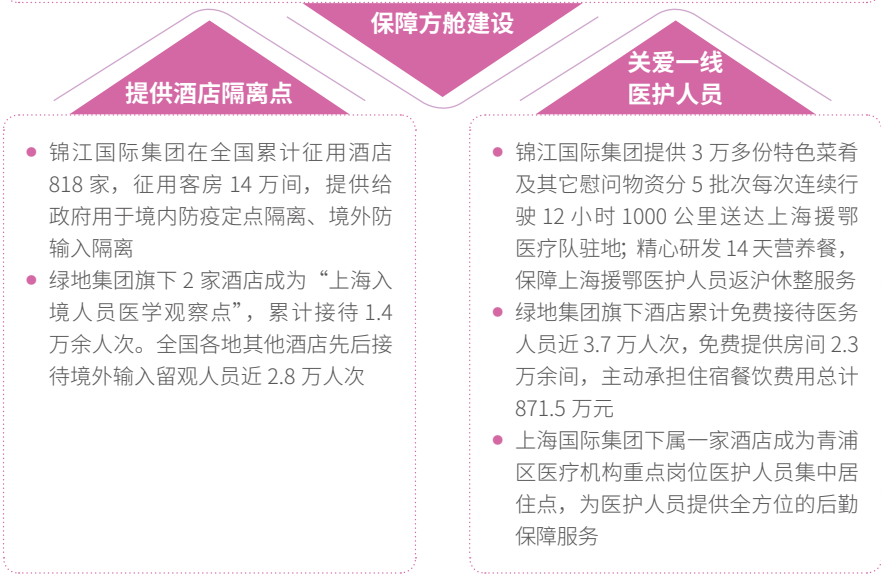 保障方舱建设
提供酒店隔离点
● 锦江国际集团在全国累计征用酒店
818 家，征用客房 14 万间，提供给
政府用于境内防疫定点隔离、境外防
输入隔离
● 绿地集团旗下 2 家酒店成为“上海入
境人员医学观察点”，累计接待 1.4
万余人次。全国各地其他酒店先后接
待境外输入留观人员近 2.8 万人次
关爱一线
医护人员
● 锦江国际集团提供 3 万多份特色菜肴
及其它慰问物资分 5 批次每次连续行
驶 12 小时 1000 公里送达上海援鄂
医疗队驻地; 精心研发 14 天营养餐，
保障上海援鄂医护人员返沪休整服务
● 绿地集团旗下酒店累计免费接待医务
人员近 3.7 万人次，免费提供房间 2.3
万余间，主动承担住宿餐饮费用总计
871.5 万元
● 上海国际集团下属一家酒店成为青浦
区医疗机构重点岗位医护人员集中居
住点，为医护人员提供全方位的后勤
保障服务